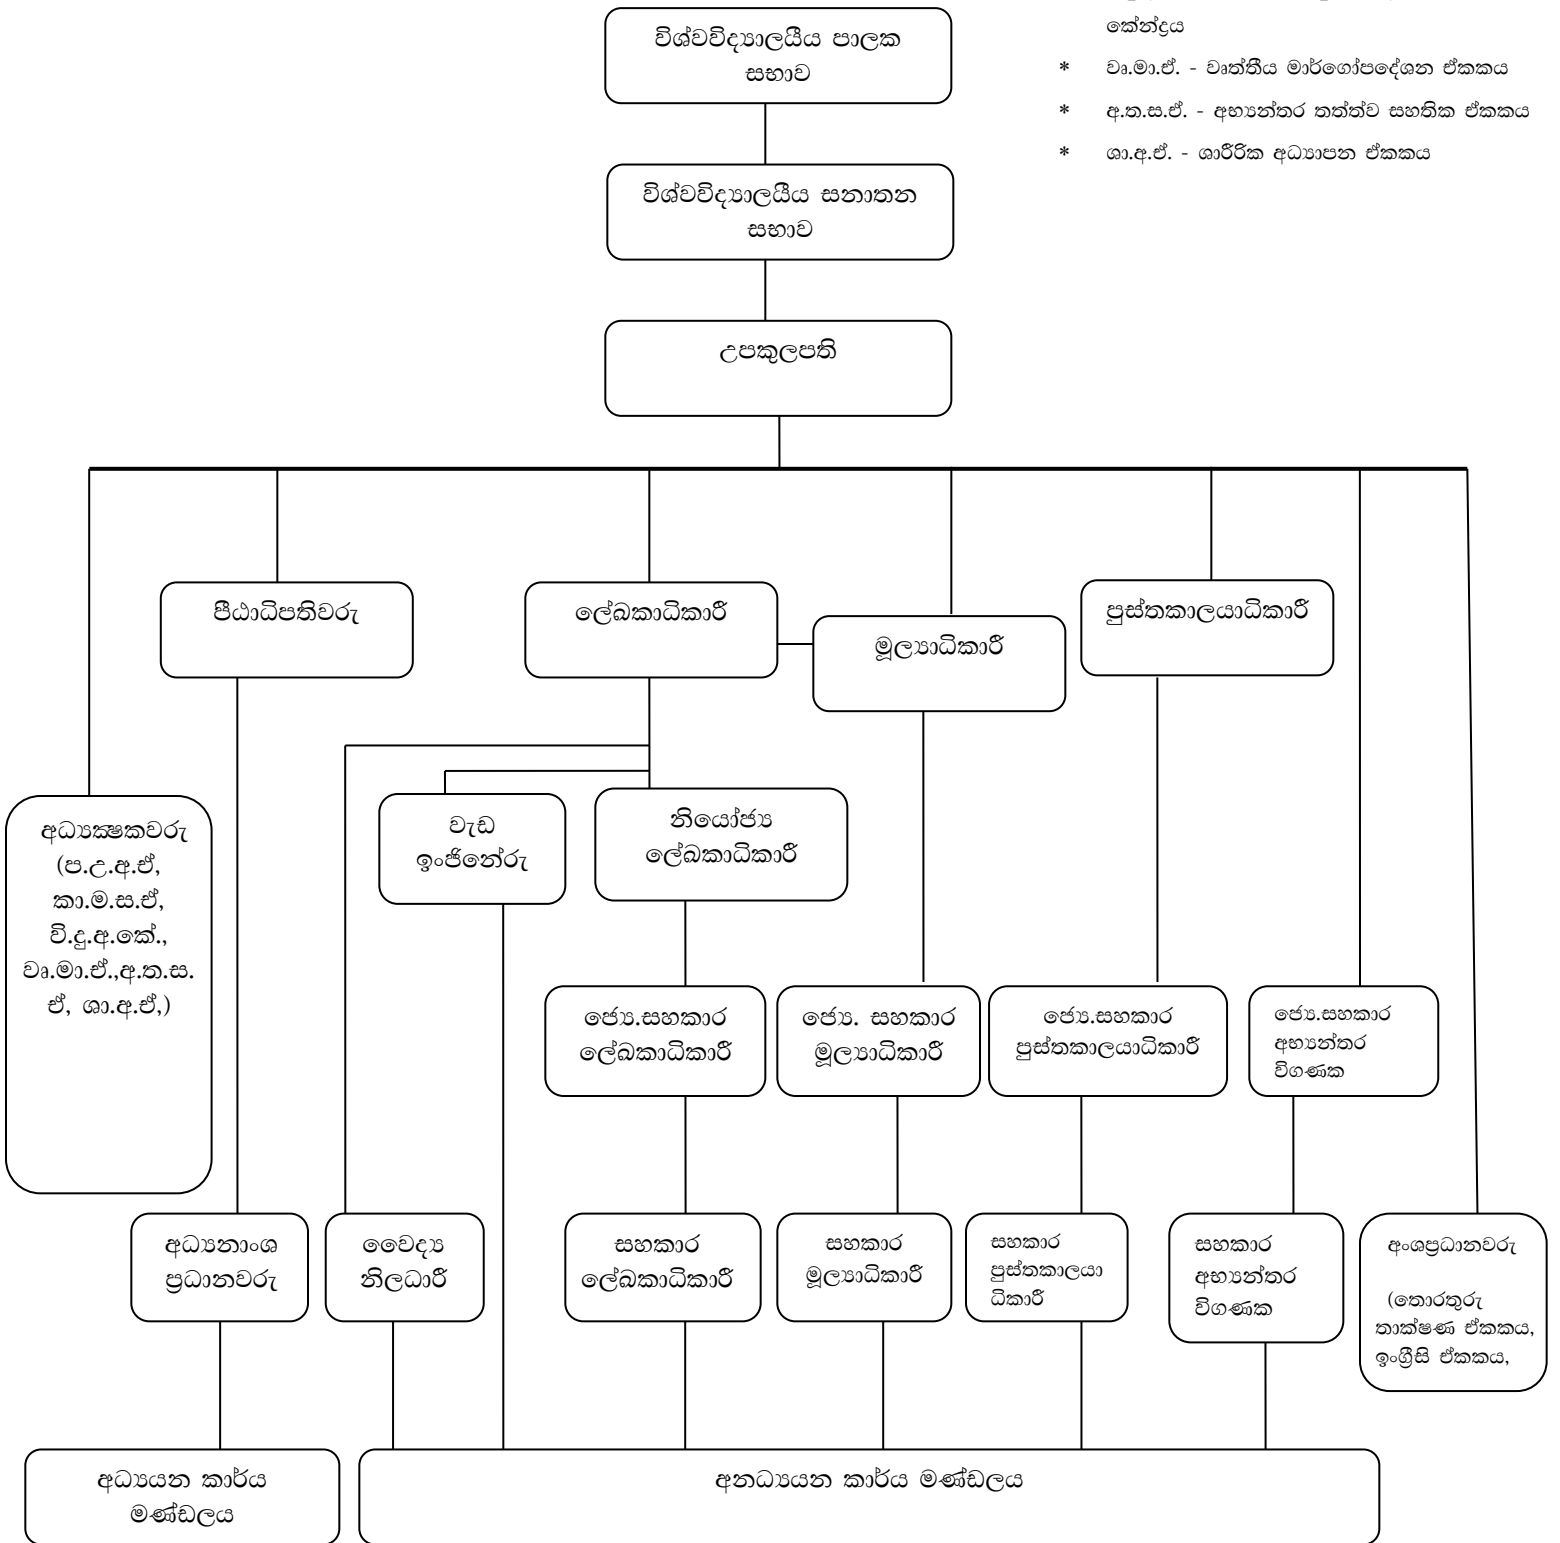 කේන්ද්‍රය
* වෘ.මා.ඒ. - වෘත්තීය මාර්ගෝපදේශන ඒකකය
* අ.ත.ස.ඒ. - අභ්‍යන්තර තත්ත්ව සහතික ඒකකය
* ශා.අ.ඒ. - ශාරීරික අධ්‍යාපන ඒකකය
විශ්වවිද්‍යාලයීය පාලක
සභාව
විශ්වවිද්‍යාලයීය සනාතන
සභාව
උපකුලපති
පීඨාධිපතිවරු
ලේඛකාධිකාරී
මූල්‍යාධිකාරී
පුස්තකාලයාධිකාරී
අධ්‍යක්‍ෂකවරු
(ප.උ.අ.ඒ,
කා.ම.ස.ඒ,
වි.දු.අ.කේ.,
වෘ.මා.ඒ.,අ.ත.ස.
ඒ, ශා.අ.ඒ,)
වැඩ
ඉංජිනේරු
නියෝජ්‍ය
ලේඛකාධිකාරී
ජ්‍යෙ.සහකාර
ලේඛකාධිකාරී
ජ්‍යෙ. සහකාර
මූල්‍යාධිකාරී
ජ්‍යෙ.සහකාර
පුස්තකාලයාධිකාරී
ජ්‍යෙ.සහකාර
අභ්‍යන්තර
විගණක
අධ්‍යනාංශ
ප්‍රධානවරු
වෛද්‍ය
නිලධාරී
සහකාර
ලේඛකාධිකාරී
සහකාර
මූල්‍යාධිකාරී
සහකාර
පුස්තකාලයා
ධිකාරී
සහකාර
අභ්‍යන්තර
විගණක
අංශප්‍රධානවරු
(තොරතුරු
තාක්ෂණ ඒකකය,
ඉංග්‍රීසි ඒකකය,
අධ්‍යයන කාර්ය
මණ්ඩලය
අනධ්‍යයන කාර්ය මණ්ඩලය